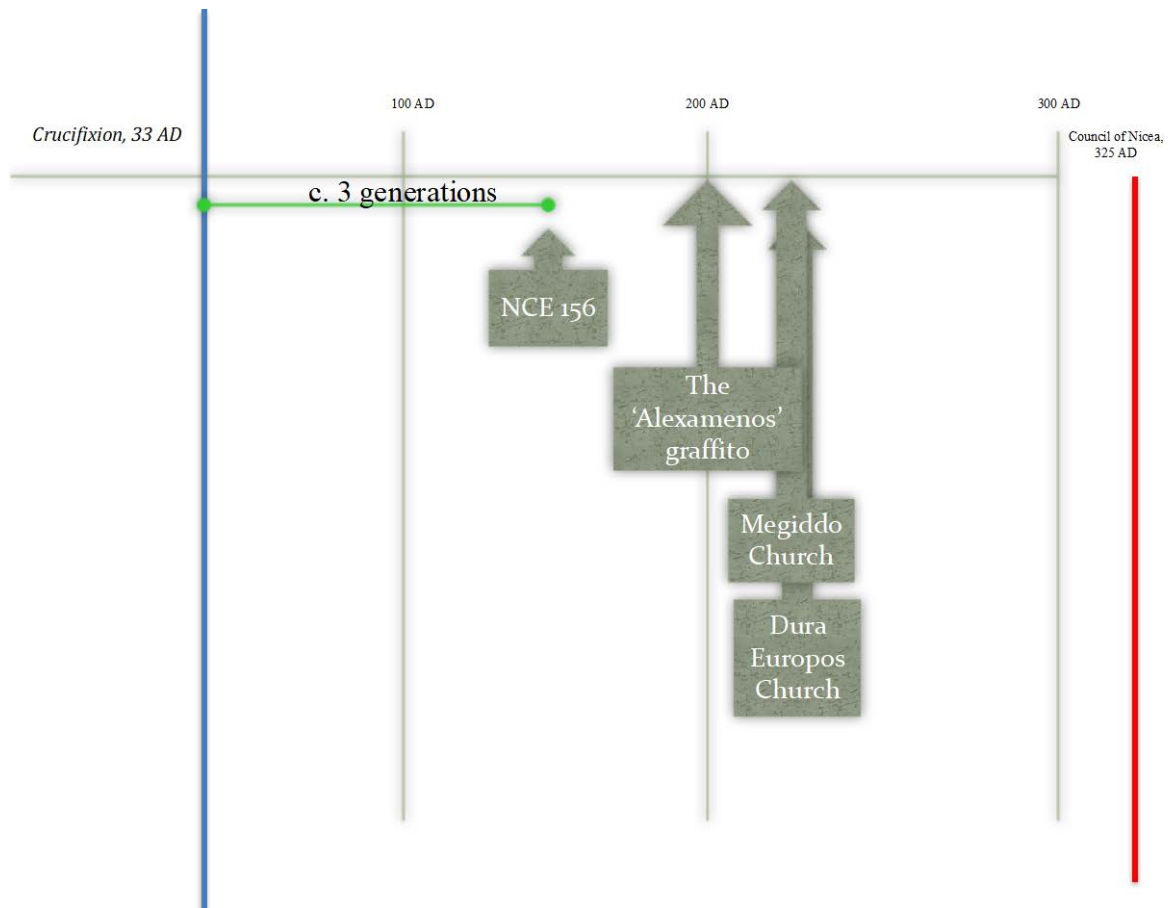 100 AD
200 AD
300 AD
Crucifixion, 33 AD
Council of Nicea,
325 AD
c. 3 generations
NCE 156
The
‘Alexamenos’
graffito
Megiddo
Church
Dura
Europos
Church